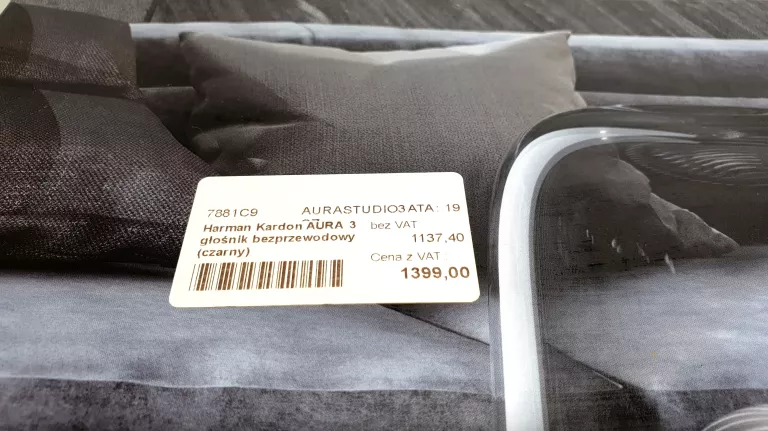 7881C9 AURASTUDIO3ATA: 19
Harman Kardon AURA 3 bez VAT
głośnik bezprzewodowy 1137,40
(czarny) Cena z VAT
1399,00